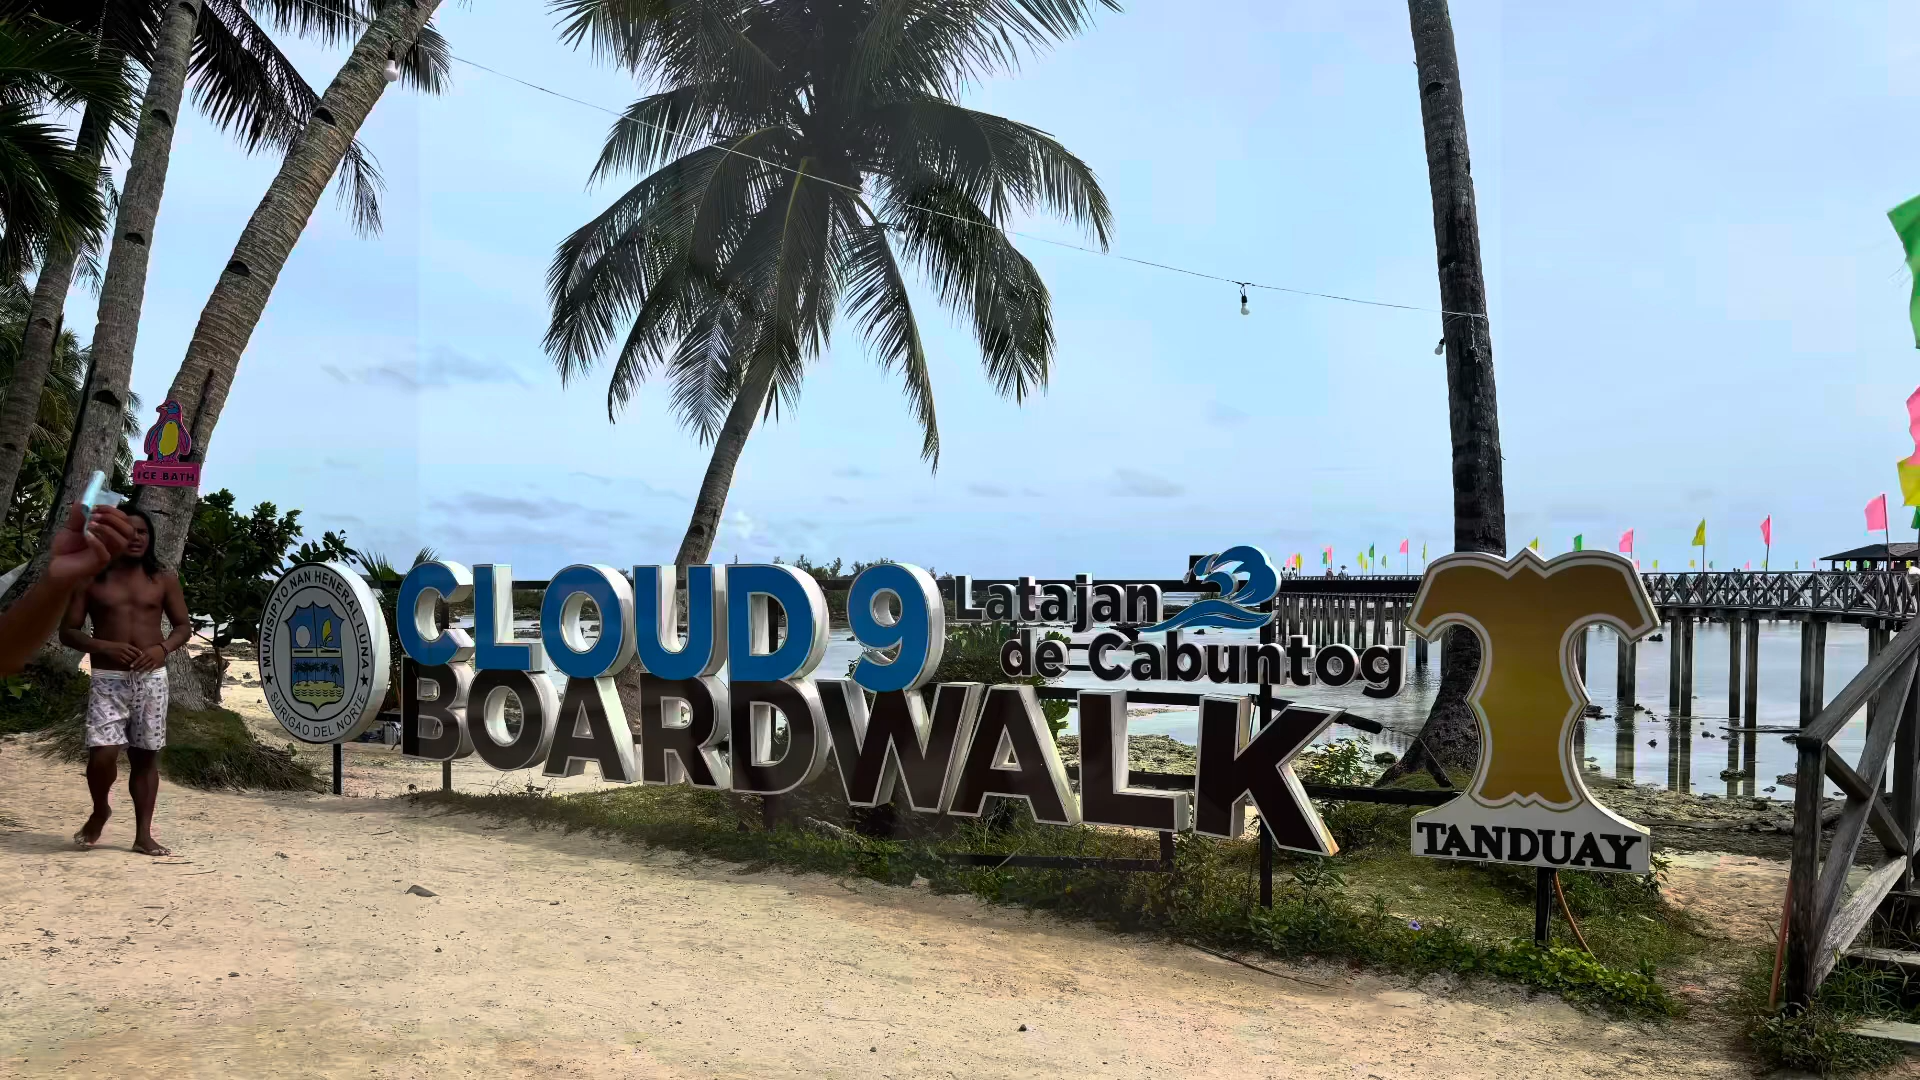 ICE BATH
MUNISIPYO NAN HENERAL LUNA
SURIGAO DEL NORTE
CLOUD 9
Latajan
de Cabuntog
BOARDWALK
TANDUAY